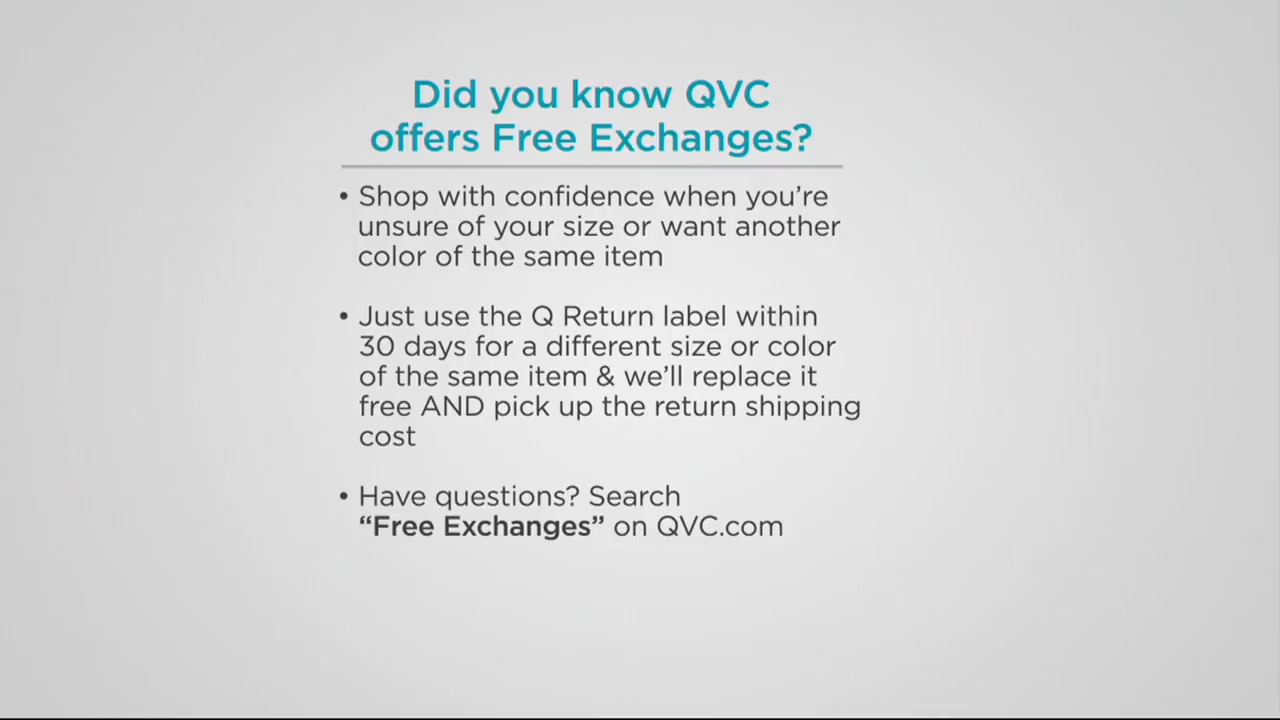 Did you know QVC
offers Free Exchanges?
• Shop with confidence when you’re
unsure of your size or want another
color of the same item
• Just use the Q Return label within
30 days for a different size or color
of the same item & we’ll replace it
free AND pick up the return shipping
cost
• Have questions? Search
“Free Exchanges” on QVC.com